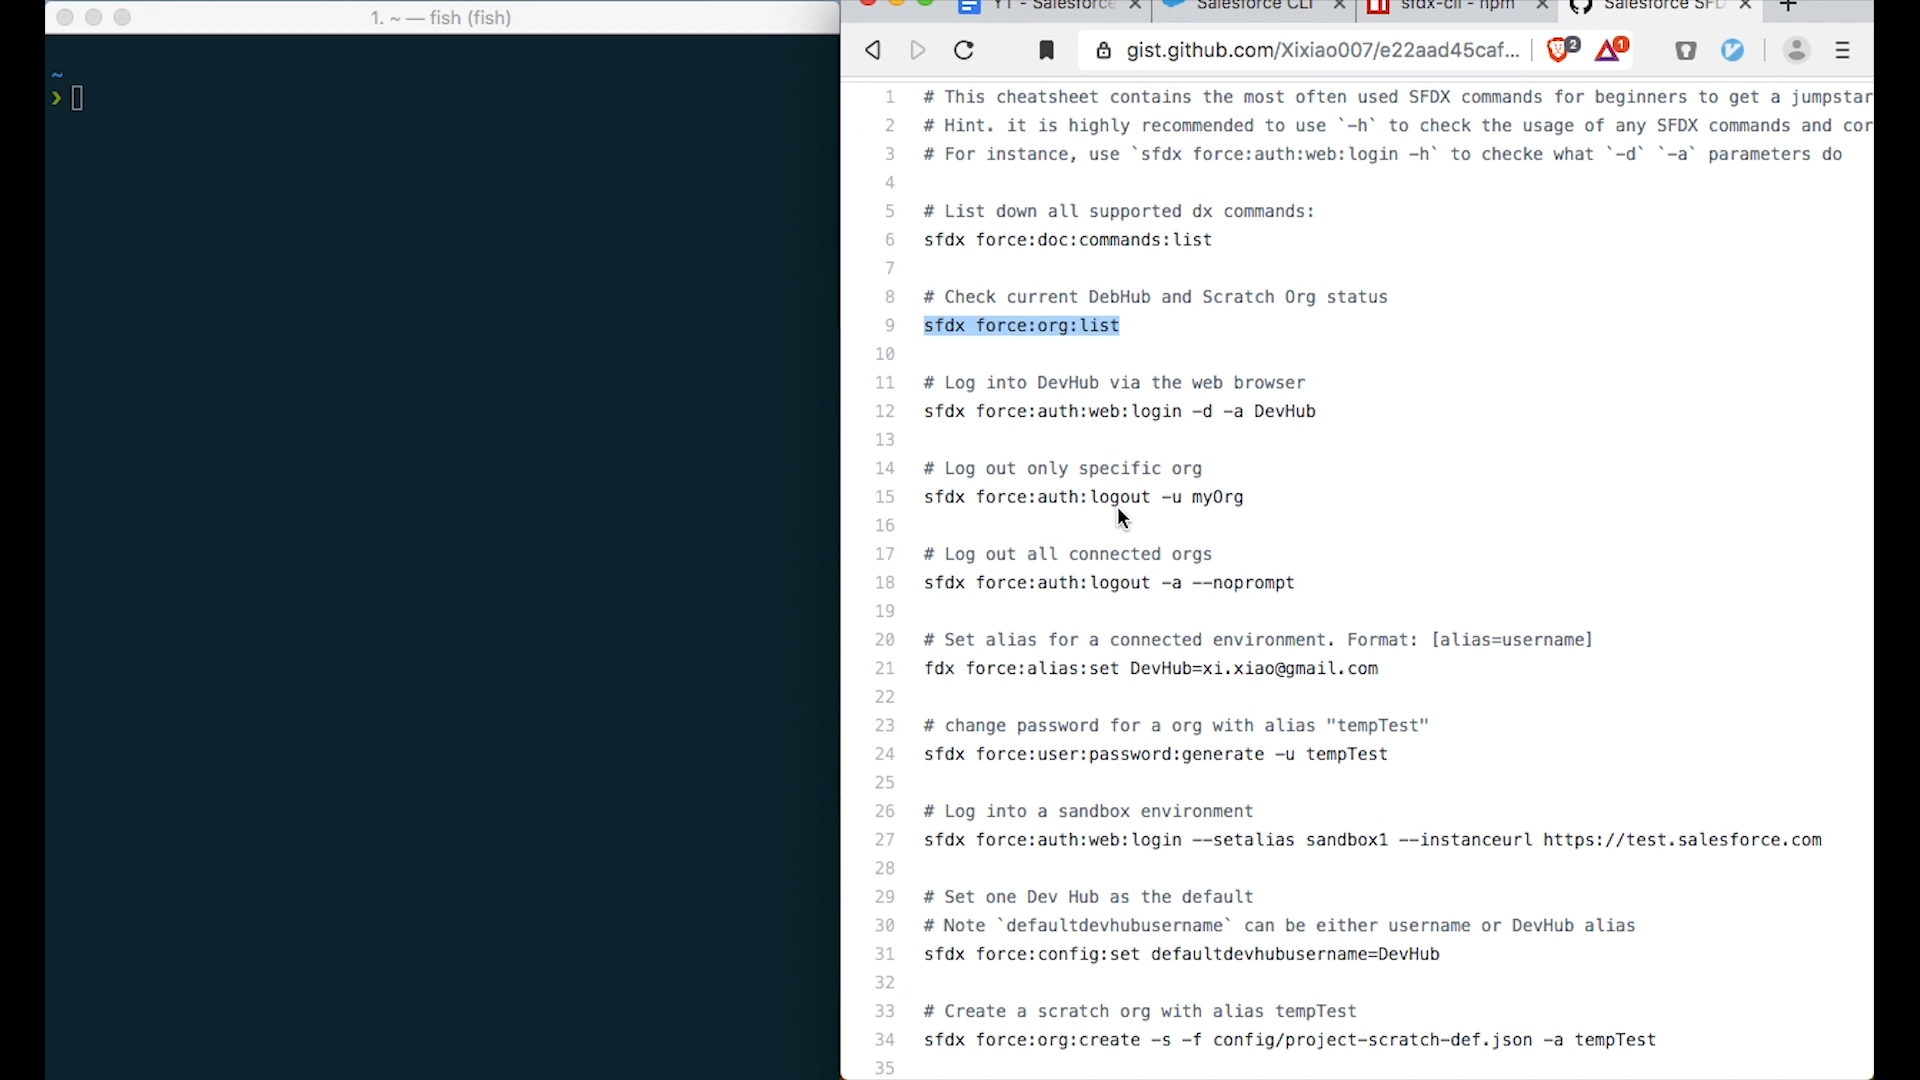 1. ~ — fish (fish)
~
❯
YT - Salesforce
Salesforce CLI
sfdx-cli - npm
Salesforce SFD
gist.github.com/Xixiao007/e22aad45caf...
2
1
1 # This cheatsheet contains the most often used SFDX commands for beginners to get a jumpstar
2 # Hint. it is highly recommended to use `-h` to check the usage of any SFDX commands and cor
3 # For instance, use `sfdx force:auth:web:login -h` to checke what `-d` `-a` parameters do
4
5 # List down all supported dx commands:
6 sfdx force:doc:commands:list
7
8 # Check current DebHub and Scratch Org status
9 sfdx force:org:list
10
11 # Log into DevHub via the web browser
12 sfdx force:auth:web:login -d -a DevHub
13
14 # Log out only specific org
15 sfdx force:auth:logout -u myOrg
16
17 # Log out all connected orgs
18 sfdx force:auth:logout -a --noprompt
19
20 # Set alias for a connected environment. Format: [alias=username]
21 fdx force:alias:set DevHub=xi.xiao@gmail.com
22
23 # change password for a org with alias "tempTest"
24 sfdx force:user:password:generate -u tempTest
25
26 # Log into a sandbox environment
27 sfdx force:auth:web:login --setalias sandbox1 --instanceurl https://test.salesforce.com
28
29 # Set one Dev Hub as the default
30 # Note `defaultdevhubusername` can be either username or DevHub alias
31 sfdx force:config:set defaultdevhubusername=DevHub
32
33 # Create a scratch org with alias tempTest
34 sfdx force:org:create -s -f config/project-scratch-def.json -a tempTest
35